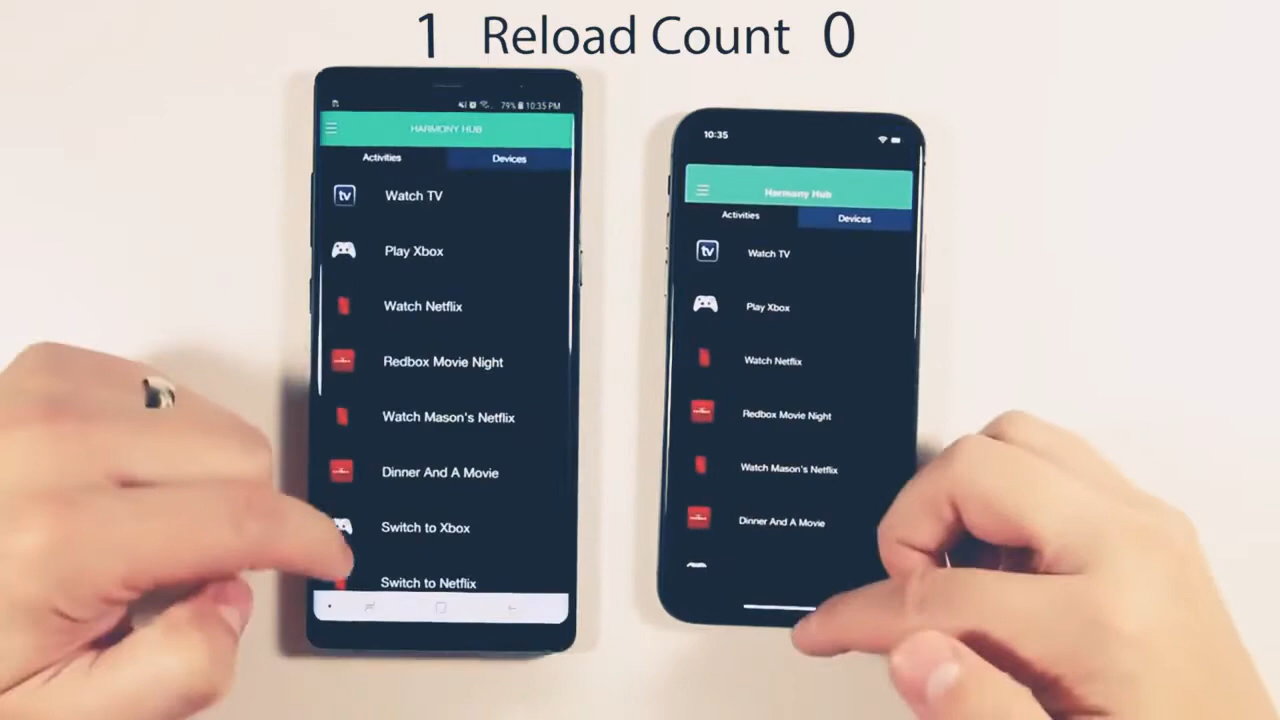 1 Reload Count 0
79% 10:35 PM
HARMONY HUB
Activities Devices
tv Watch TV
Play Xbox
Watch Netflix
Redbox Movie Night
Watch Mason's Netflix
Dinner And A Movie
Switch to Xbox
Switch to Netflix
10:35
Harmony Hub
Activities Devices
tv Watch TV
Play Xbox
Watch Netflix
Redbox Movie Night
Watch Mason's Netflix
Dinner And A Movie